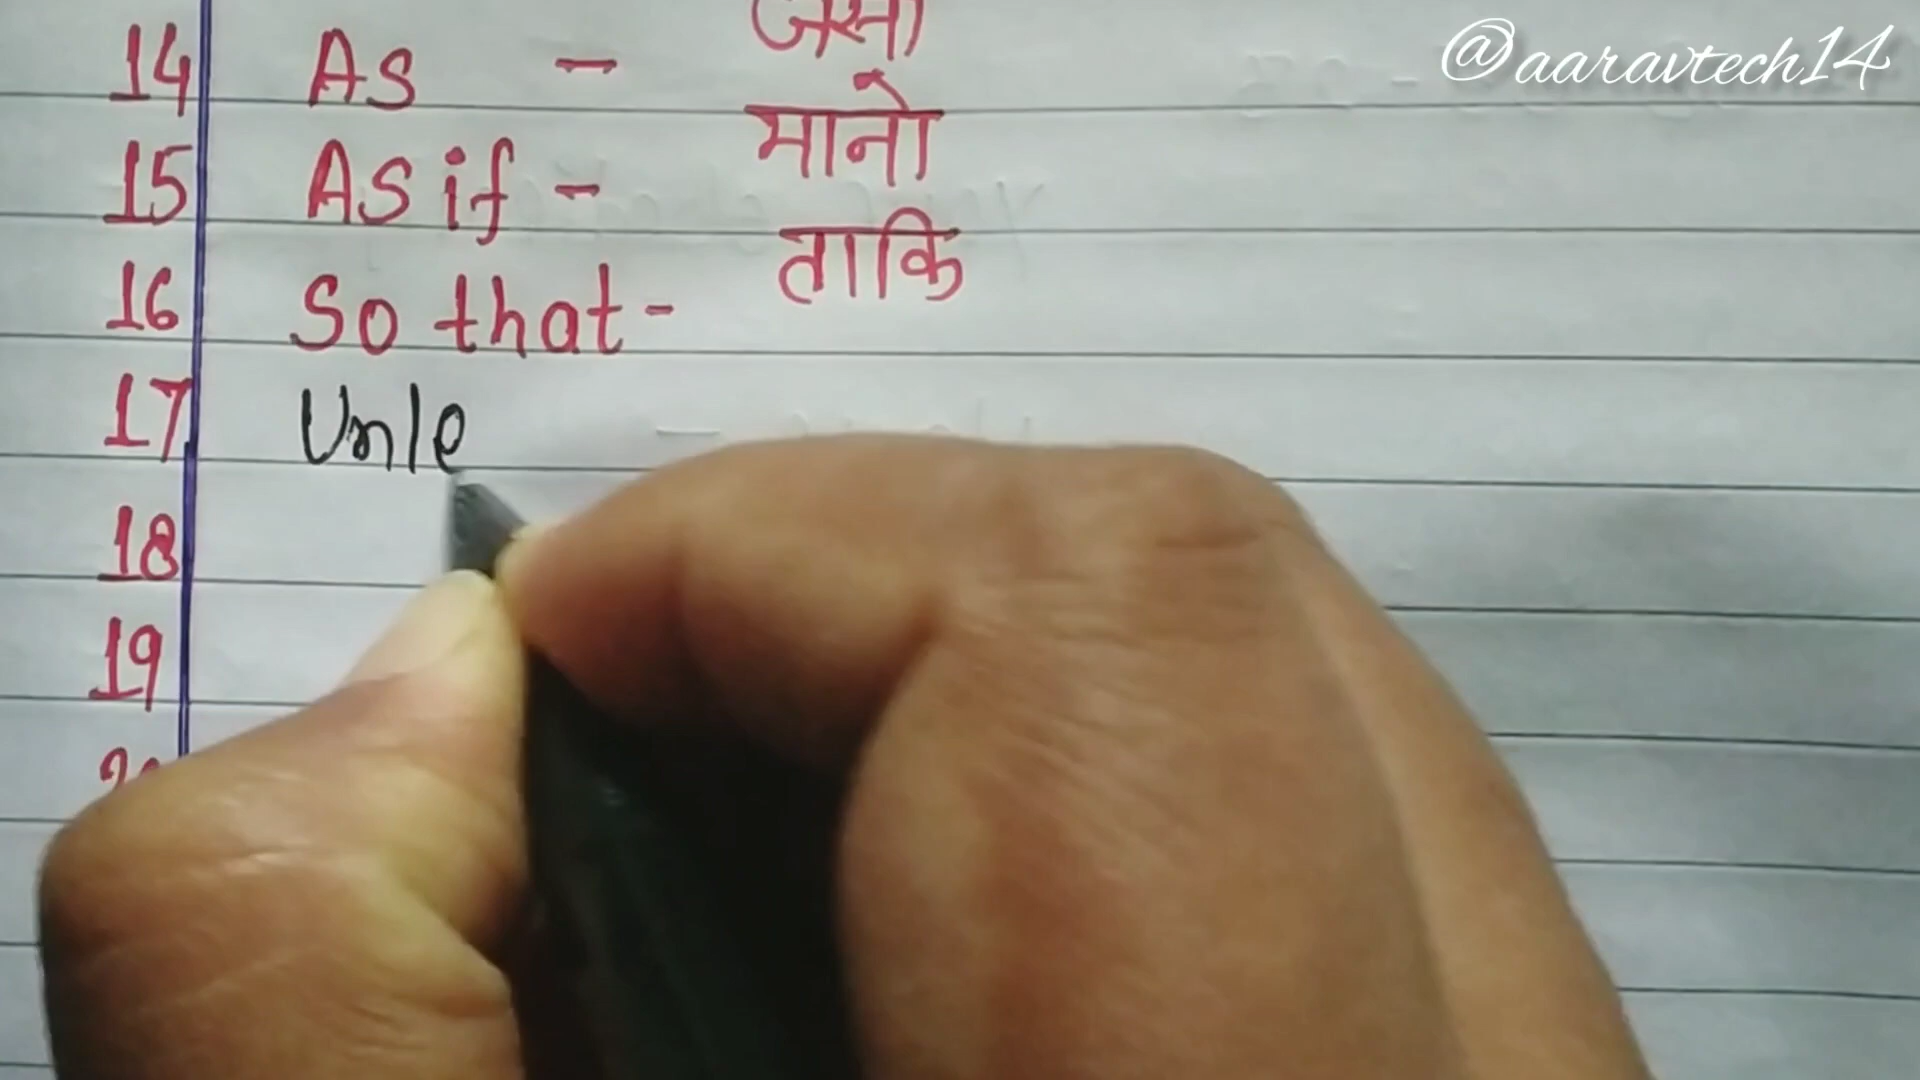 @aaravtech14
14 As - जैसा
15 As if - मानो
16 So that - ताकि
17 Unle
18
19